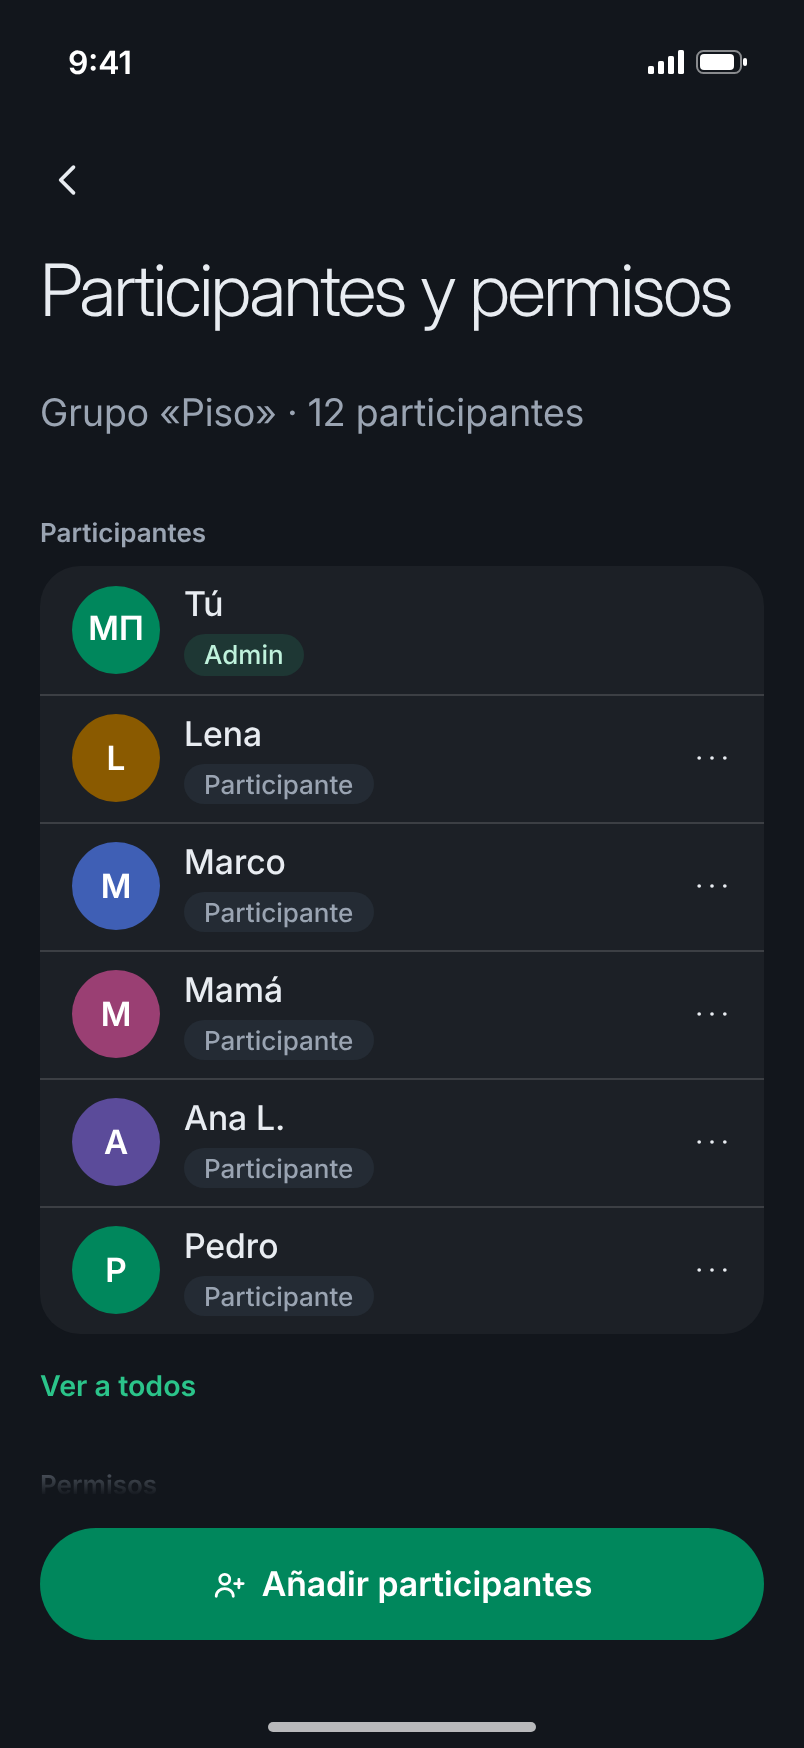 9:41
Participantes y permisos
Grupo «Piso» · 12 participantes
Participantes
МП
Tú
Admin
L
Lena
Participante
M
Marco
Participante
M
Mamá
Participante
A
Ana L.
Participante
P
Pedro
Participante
Ver a todos
Permisos
Añadir participantes